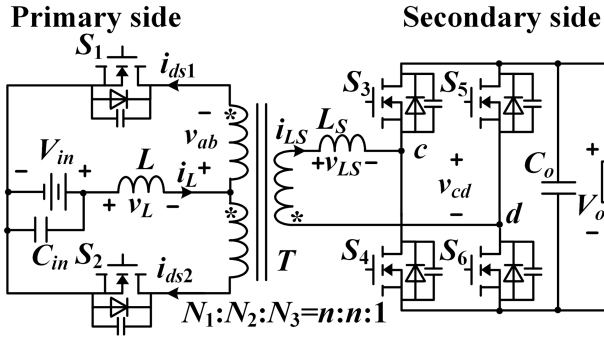 Primary side
Secondary side
S1
ids1
S3
S5
* 
vab
iLS
LS
+ vLS −
c
Vin
L
iL
+ vL −
Cin
S2
ids2
T
*
*
vcd
d
Co
Vo
S4
S6
N1:N2:N3=n:n:1